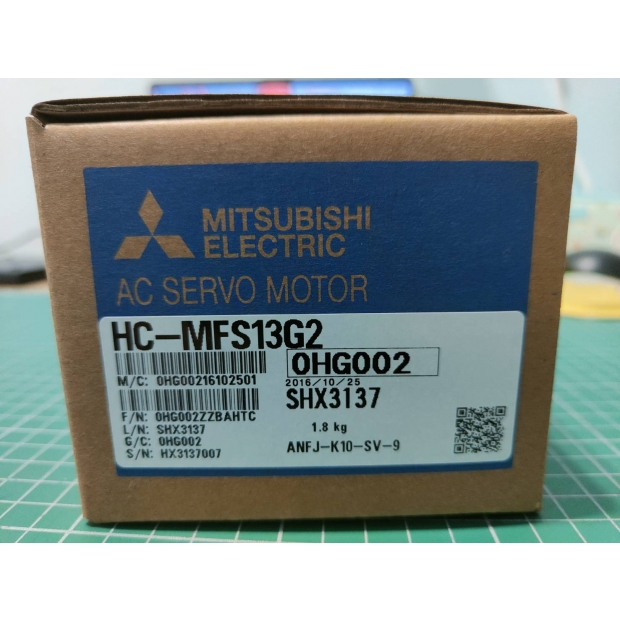 MITSUBISHI
ELECTRIC
AC SERVO MOTOR
HC-MFS13G2
0HG002
M/C: 0HG00216102501
2016/10/25
SHX3137
F/N: 0HG002ZZBAHTC
L/N: SHX3137
1.8 kg
G/C: 0HG002
ANFJ-K10-SV-9
S/N: HX3137007